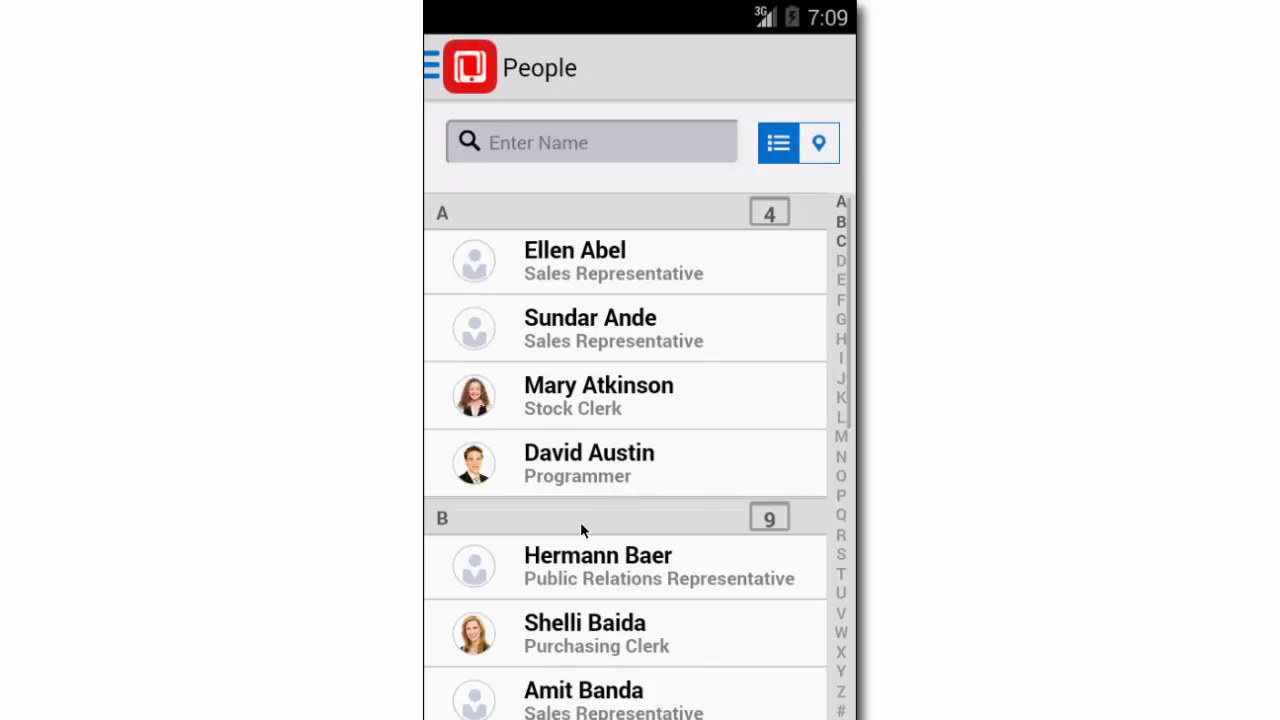 3G 7:09
People
Enter Name
A 4
Ellen Abel
Sales Representative
Sundar Ande
Sales Representative
Mary Atkinson
Stock Clerk
David Austin
Programmer
B 9
Hermann Baer
Public Relations Representative
Shelli Baida
Purchasing Clerk
Amit Banda
Sales Representative
A
B
C
D
E
F
G
H
I
J
K
L
M
N
O
P
Q
R
S
T
U
V
W
X
Y
Z
#